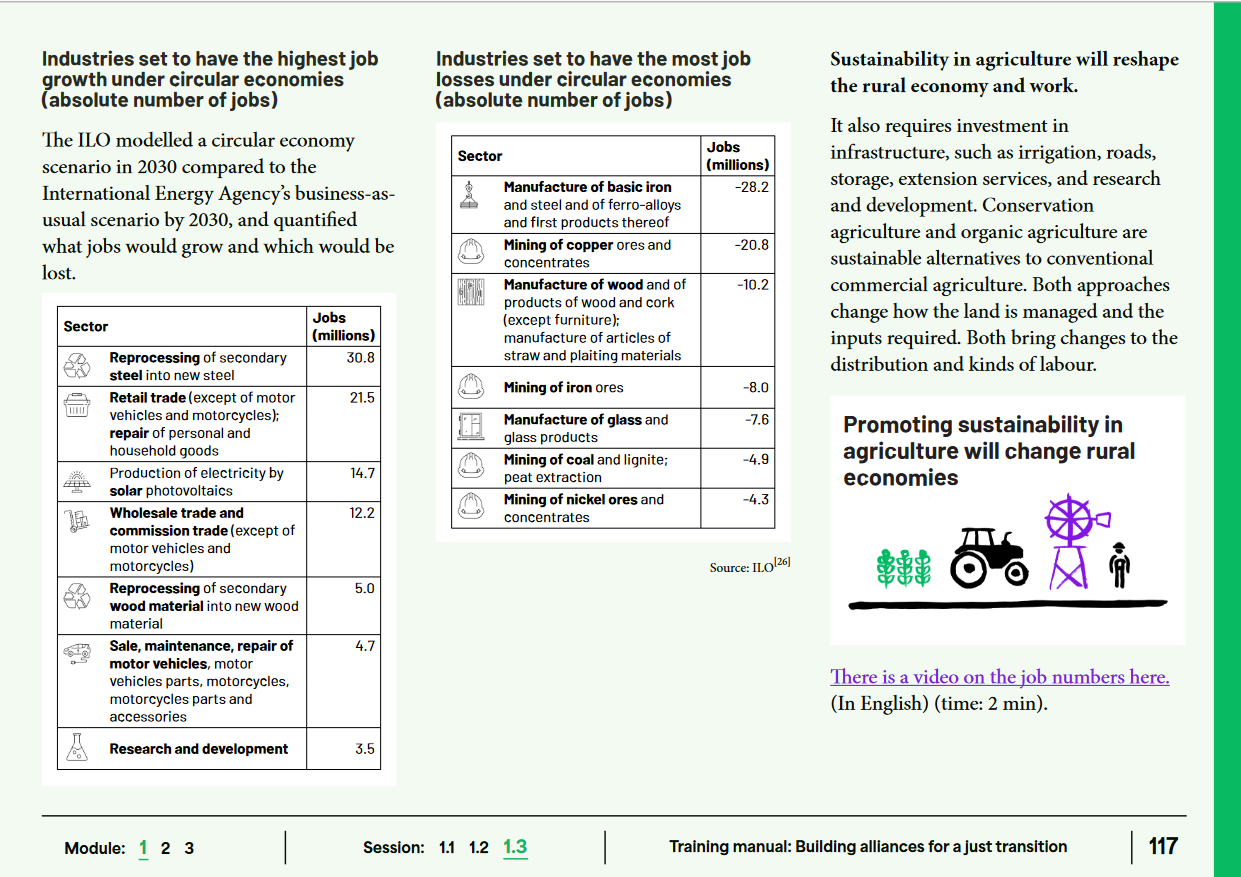 Industries set to have the highest job
growth under circular economies
(absolute number of jobs)
The ILO modelled a circular economy
scenario in 2030 compared to the
International Energy Agency's business-as-
usual scenario by 2030, and quantified
what jobs would grow and which would be
lost.
Sector Jobs
(millions)
Reprocessing of secondary 30.8
steel into new steel
Retail trade (except of motor 21.5
vehicles and motorcycles);
repair of personal and
household goods
Production of electricity by 14.7
solar photovoltaics
Wholesale trade and 12.2
commission trade (except of
motor vehicles and
motorcycles)
Reprocessing of secondary 5.0
wood material into new wood
material
Sale, maintenance, repair of 4.7
motor vehicles, motor
vehicles parts, motorcycles,
motorcycles parts and
accessories
Research and development 3.5
Industries set to have the most job
losses under circular economies
(absolute number of jobs)
Sector Jobs
(millions)
Manufacture of basic iron -28.2
and steel and of ferro-alloys
and first products thereof
Mining of copper ores and -20.8
concentrates
Manufacture of wood and of -10.2
products of wood and cork
(except furniture);
manufacture of articles of
straw and plaiting materials
Mining of iron ores -8.0
Manufacture of glass and -7.6
glass products
Mining of coal and lignite; -4.9
peat extraction
Mining of nickel ores and -4.3
concentrates
Source: ILO[26]
Sustainability in agriculture will reshape
the rural economy and work.
It also requires investment in
infrastructure, such as irrigation, roads,
storage, extension services, and research
and development. Conservation
agriculture and organic agriculture are
sustainable alternatives to conventional
commercial agriculture. Both approaches
change how the land is managed and the
inputs required. Both bring changes to the
distribution and kinds of labour.
Promoting sustainability in
agriculture will change rural
economies
There is a video on the job numbers here.
(In English) (time: 2 min).
Module: 1 2 3 Session: 1.1 1.2 1.3 Training manual: Building alliances for a just transition 117